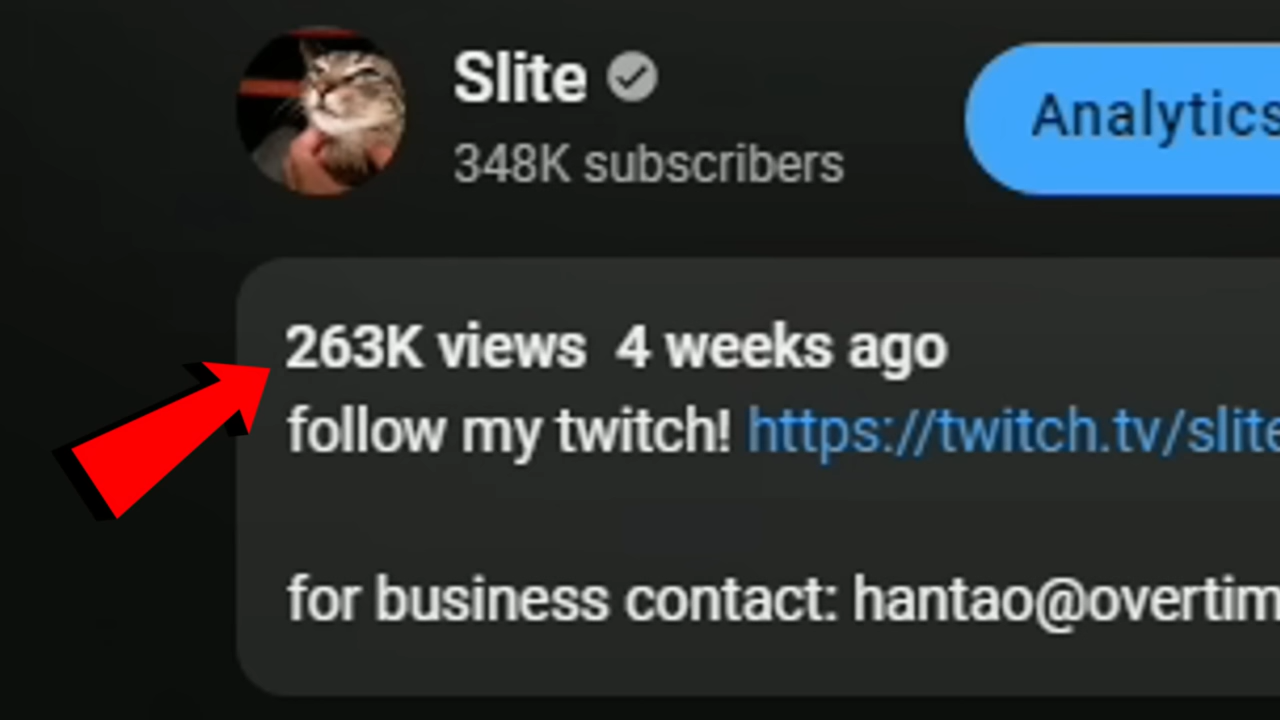 Slite
348K subscribers
Analytics
263K views 4 weeks ago
follow my twitch! https://twitch.tv/slite
for business contact: hantao@overtim